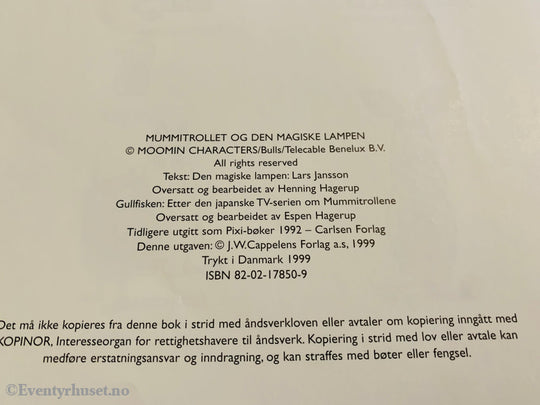 MUMMITROLLET OG DEN MAGISKE LAMPEN
© MOOMIN CHARACTERS/Bulls/Telecable Benelux B.V.
All rights reserved
Tekst: Den magiske lampen: Lars Jansson
Oversatt og bearbeidet av Henning Hagerup
Gullfisken: Etter den japanske TV-serien om Mummitrollene
Oversatt og bearbeidet av Espen Hagerup
Tidligere utgitt som Pixi-bøker 1992 – Carlsen Forlag
Denne utgaven: © J.W.Cappelens Forlag a.s, 1999
Trykt i Danmark 1999
ISBN 82-02-17850-9
Det må ikke kopieres fra denne bok i strid med åndsverkloven eller avtaler om kopiering inngått med
KOPINOR, Interesseorgan for rettighetshavere til åndsverk. Kopiering i strid med lov eller avtale kan
medføre erstatningsansvar og inndragning, og kan straffes med bøter eller fengsel.
©Eventyrhuset.no